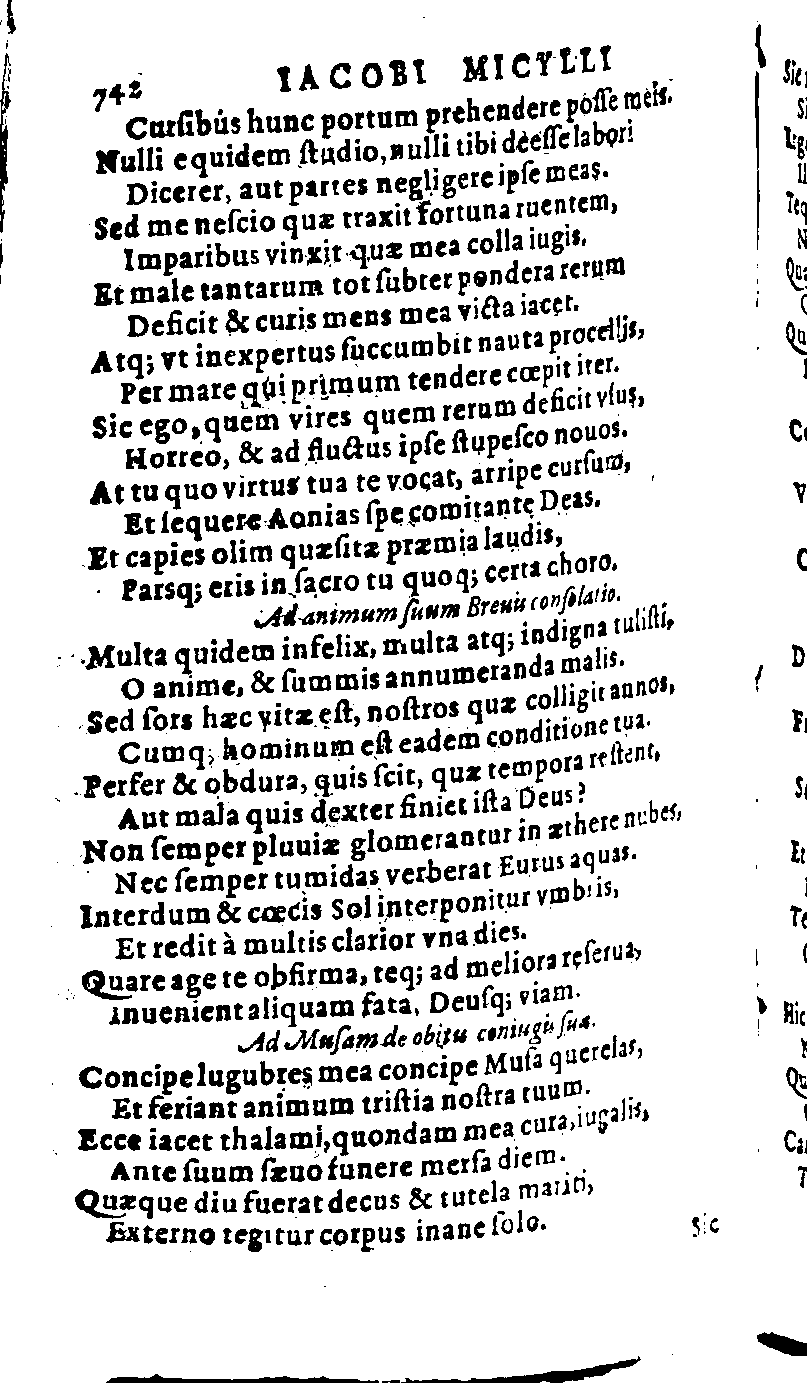 742 IACOBI MICYLLI
Curſibus hunc portum prehendere poſſe meis.
Nulli equidem ſtudio, nulli tibi deeſſe labori
Dicerer, aut partes negligere ipſe meas.
Sed me neſcio quæ traxit fortuna ruentem,
Imparibus vinxit quæ mea colla iugis.
Et male tantarum tot ſubter pondera rerum
Deficit & curis mens mea victa iacet.
Atq; vt inexpertus ſuccumbit nauta procellis,
Per mare qui primum tendere cœpit iter.
Sic ego, quem vires quem rerum deficit vſus,
Horreo, & ad fluctus ipſe ſtupeſco nouos.
At tu quo virtus tua te vocat, arripe curſum,
Et ſequere Aonias ſpe comitante Deas.
Et capies olim quæſitæ præmia laudis,
Parsq; eris in ſacro tu quoq; certa choro.
Ad animum ſuum Breuis conſolatio.
Multa quidem infelix, multa atq; indigna tuliſti,
O anime, & ſummis annumeranda malis.
Sed ſors hæc vitæ eſt, noſtros quæ colligit annos,
Cumq; hominum eſt eadem conditione tua.
Perfer & obdura, quis ſcit, quæ tempora reſtent,
Aut mala quis dexter finiet iſta Deus?
Non ſemper pluuiæ glomerantur in æthere nubes,
Nec ſemper tumidas verberat Eurus aquas.
Interdum & cœcis Sol interponitur vmbris,
Et redit à multis clarior vna dies.
Quare age te obfirma, teq; ad meliora reſerua,
Inuenient aliquam fata, Deuſq; viam.
Ad Muſam de obitu coniugis ſuæ.
Concipe lugubres mea concipe Muſa querelas,
Et feriant animum triſtia noſtra tuum.
Ecce iacet thalami, quondam mea cura, iugalis,
Ante ſuum ſæuo funere merſa diem.
Quæque diu fuerat decus & tutela mariti,
Externo tegitur corpus inane ſolo.
Sic